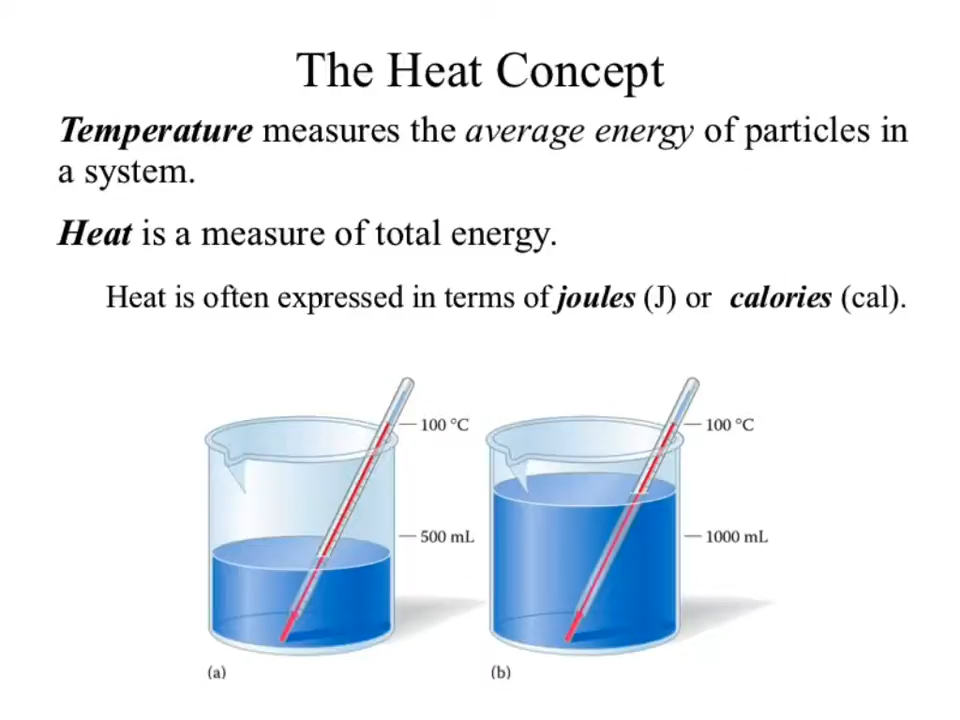 The Heat Concept
Temperature measures the average energy of particles in
a system.
Heat is a measure of total energy.
Heat is often expressed in terms of joules (J) or calories (cal).
100 °C
100 °C
500 mL
1000 mL
(a)
(b)